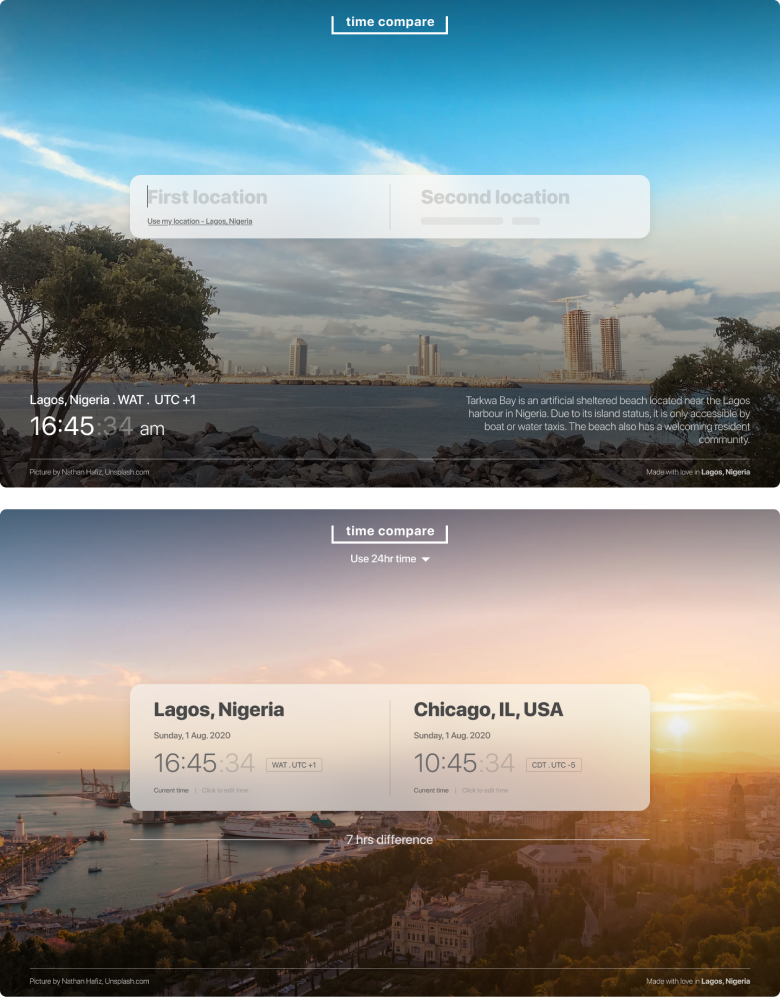 time compare
First location
Second location
Use my location - Lagos, Nigeria
Lagos, Nigeria . WAT . UTC +1
16:45:34 am
Tarkwa Bay is an artificial sheltered beach located near the Lagos
harbour in Nigeria. Due to its island status, it is only accessible by
boat or water taxis. The beach also has a welcoming resident
community.
Picture by Nathan Hafiz, Unsplash.com
Made with love in Lagos, Nigeria
time compare
Use 24hr time
Lagos, Nigeria
Sunday, 1 Aug. 2020
16:45:34
WAT . UTC +1
Current time | Click to edit time
Chicago, IL, USA
Sunday, 1 Aug. 2020
10:45:34
CDT . UTC -5
Current time | Click to edit time
7 hrs difference
Picture by Nathan Hafiz, Unsplash.com
Made with love in Lagos, Nigeria